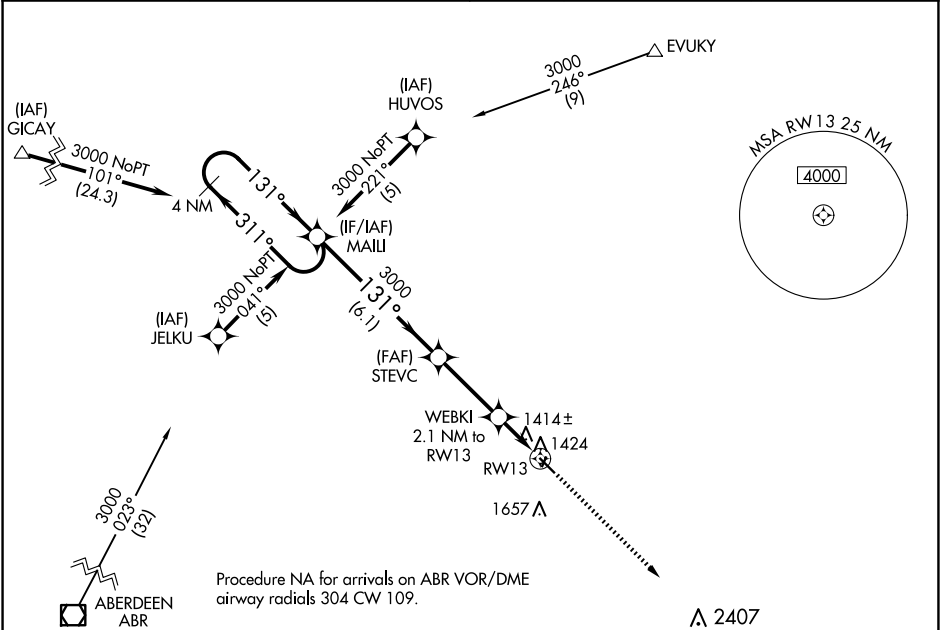 EVUKY
3000
246°
(9)
(IAF)
HUVOS
3000 NoPT
221°
(5)
(IAF)
GICAY
3000 NoPT
101°
(24.3)
4 NM
131°
311°
(IF/IAF)
MAILI
MSA RW13 25 NM
4000
3000 NoPT
041°
(5)
(IAF)
JELKU
3000
131°
(6.1)
(FAF)
STEVC
WEBKI
2.1 NM to
RW13
1414±
1424
RW13
1657
3000
023°
(32)
ABERDEEN
ABR
Procedure NA for arrivals on ABR VOR/DME
airway radials 304 CW 109.
2407